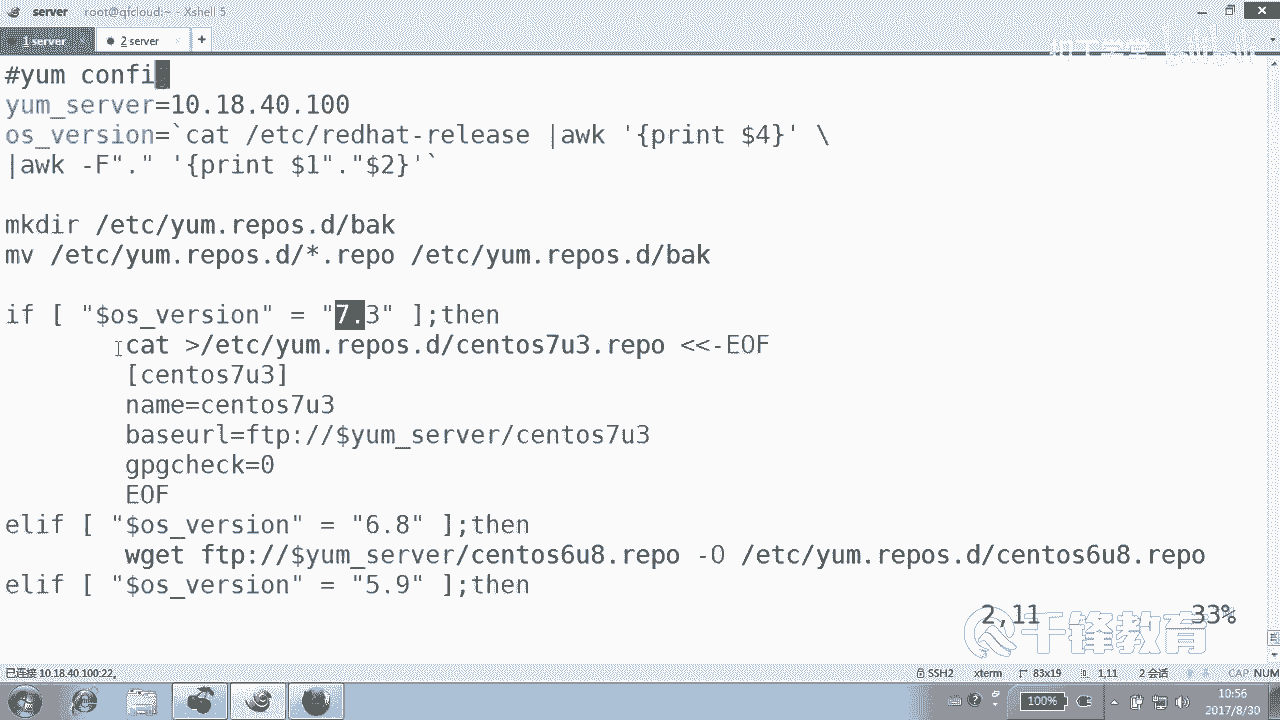 server root@qfcloud:~ - Xshell 5
1 server
2 server
+
#yum confi
yum_server=10.18.40.100
os_version=`cat /etc/redhat-release |awk '{print $4}' \
|awk -F"." '{print $1"."$2}'`
mkdir /etc/yum.repos.d/bak
mv /etc/yum.repos.d/*.repo /etc/yum.repos.d/bak
if [ "$os_version" = "7.3" ];then
cat >/etc/yum.repos.d/centos7u3.repo <<-EOF
[centos7u3]
name=centos7u3
baseurl=ftp://$yum_server/centos7u3
gpgcheck=0
EOF
elif [ "$os_version" = "6.8" ];then
wget ftp://$yum_server/centos6u8.repo -O /etc/yum.repos.d/centos6u8.repo
elif [ "$os_version" = "5.9" ];then
2,11 33%
千锋教育
已连接 10.18.40.100:22。
SSH2 xterm 83x19 1,11 2 会话 CAP NUM
100%
10:56
2017/8/30